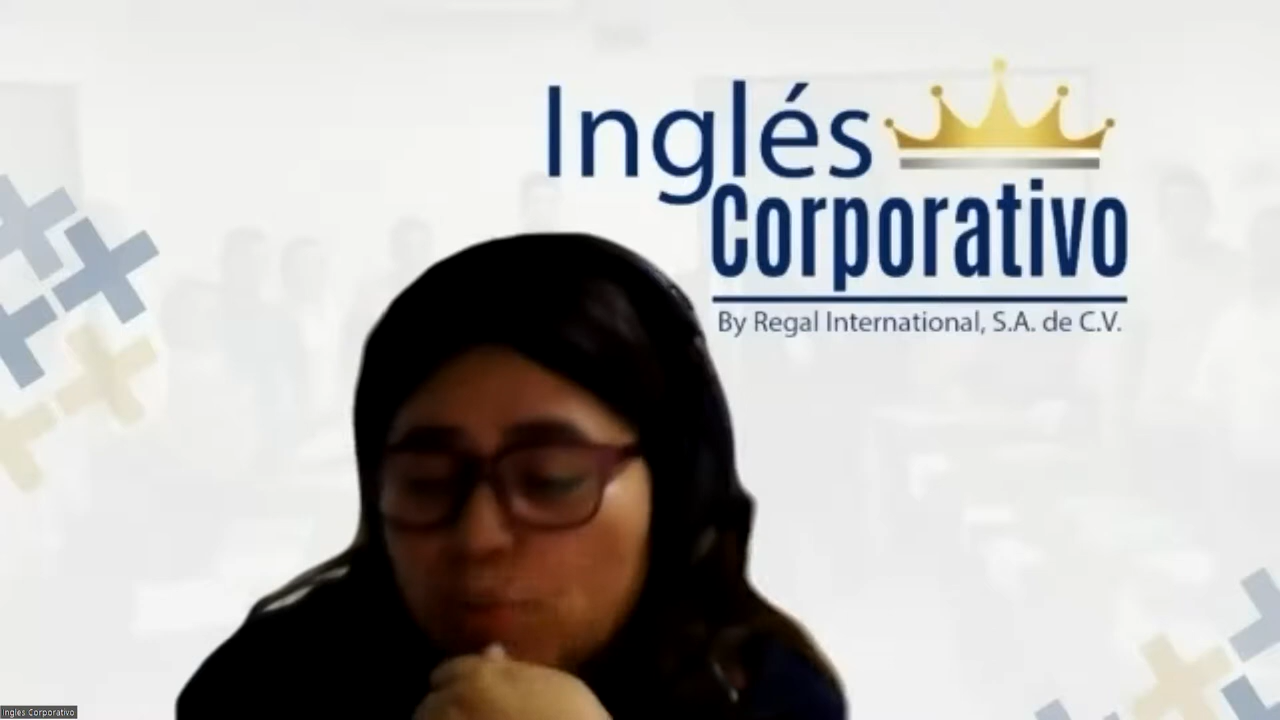 Inglés
Corporativo
By Regal International, S.A. de C.V.
Ingles Corporativo